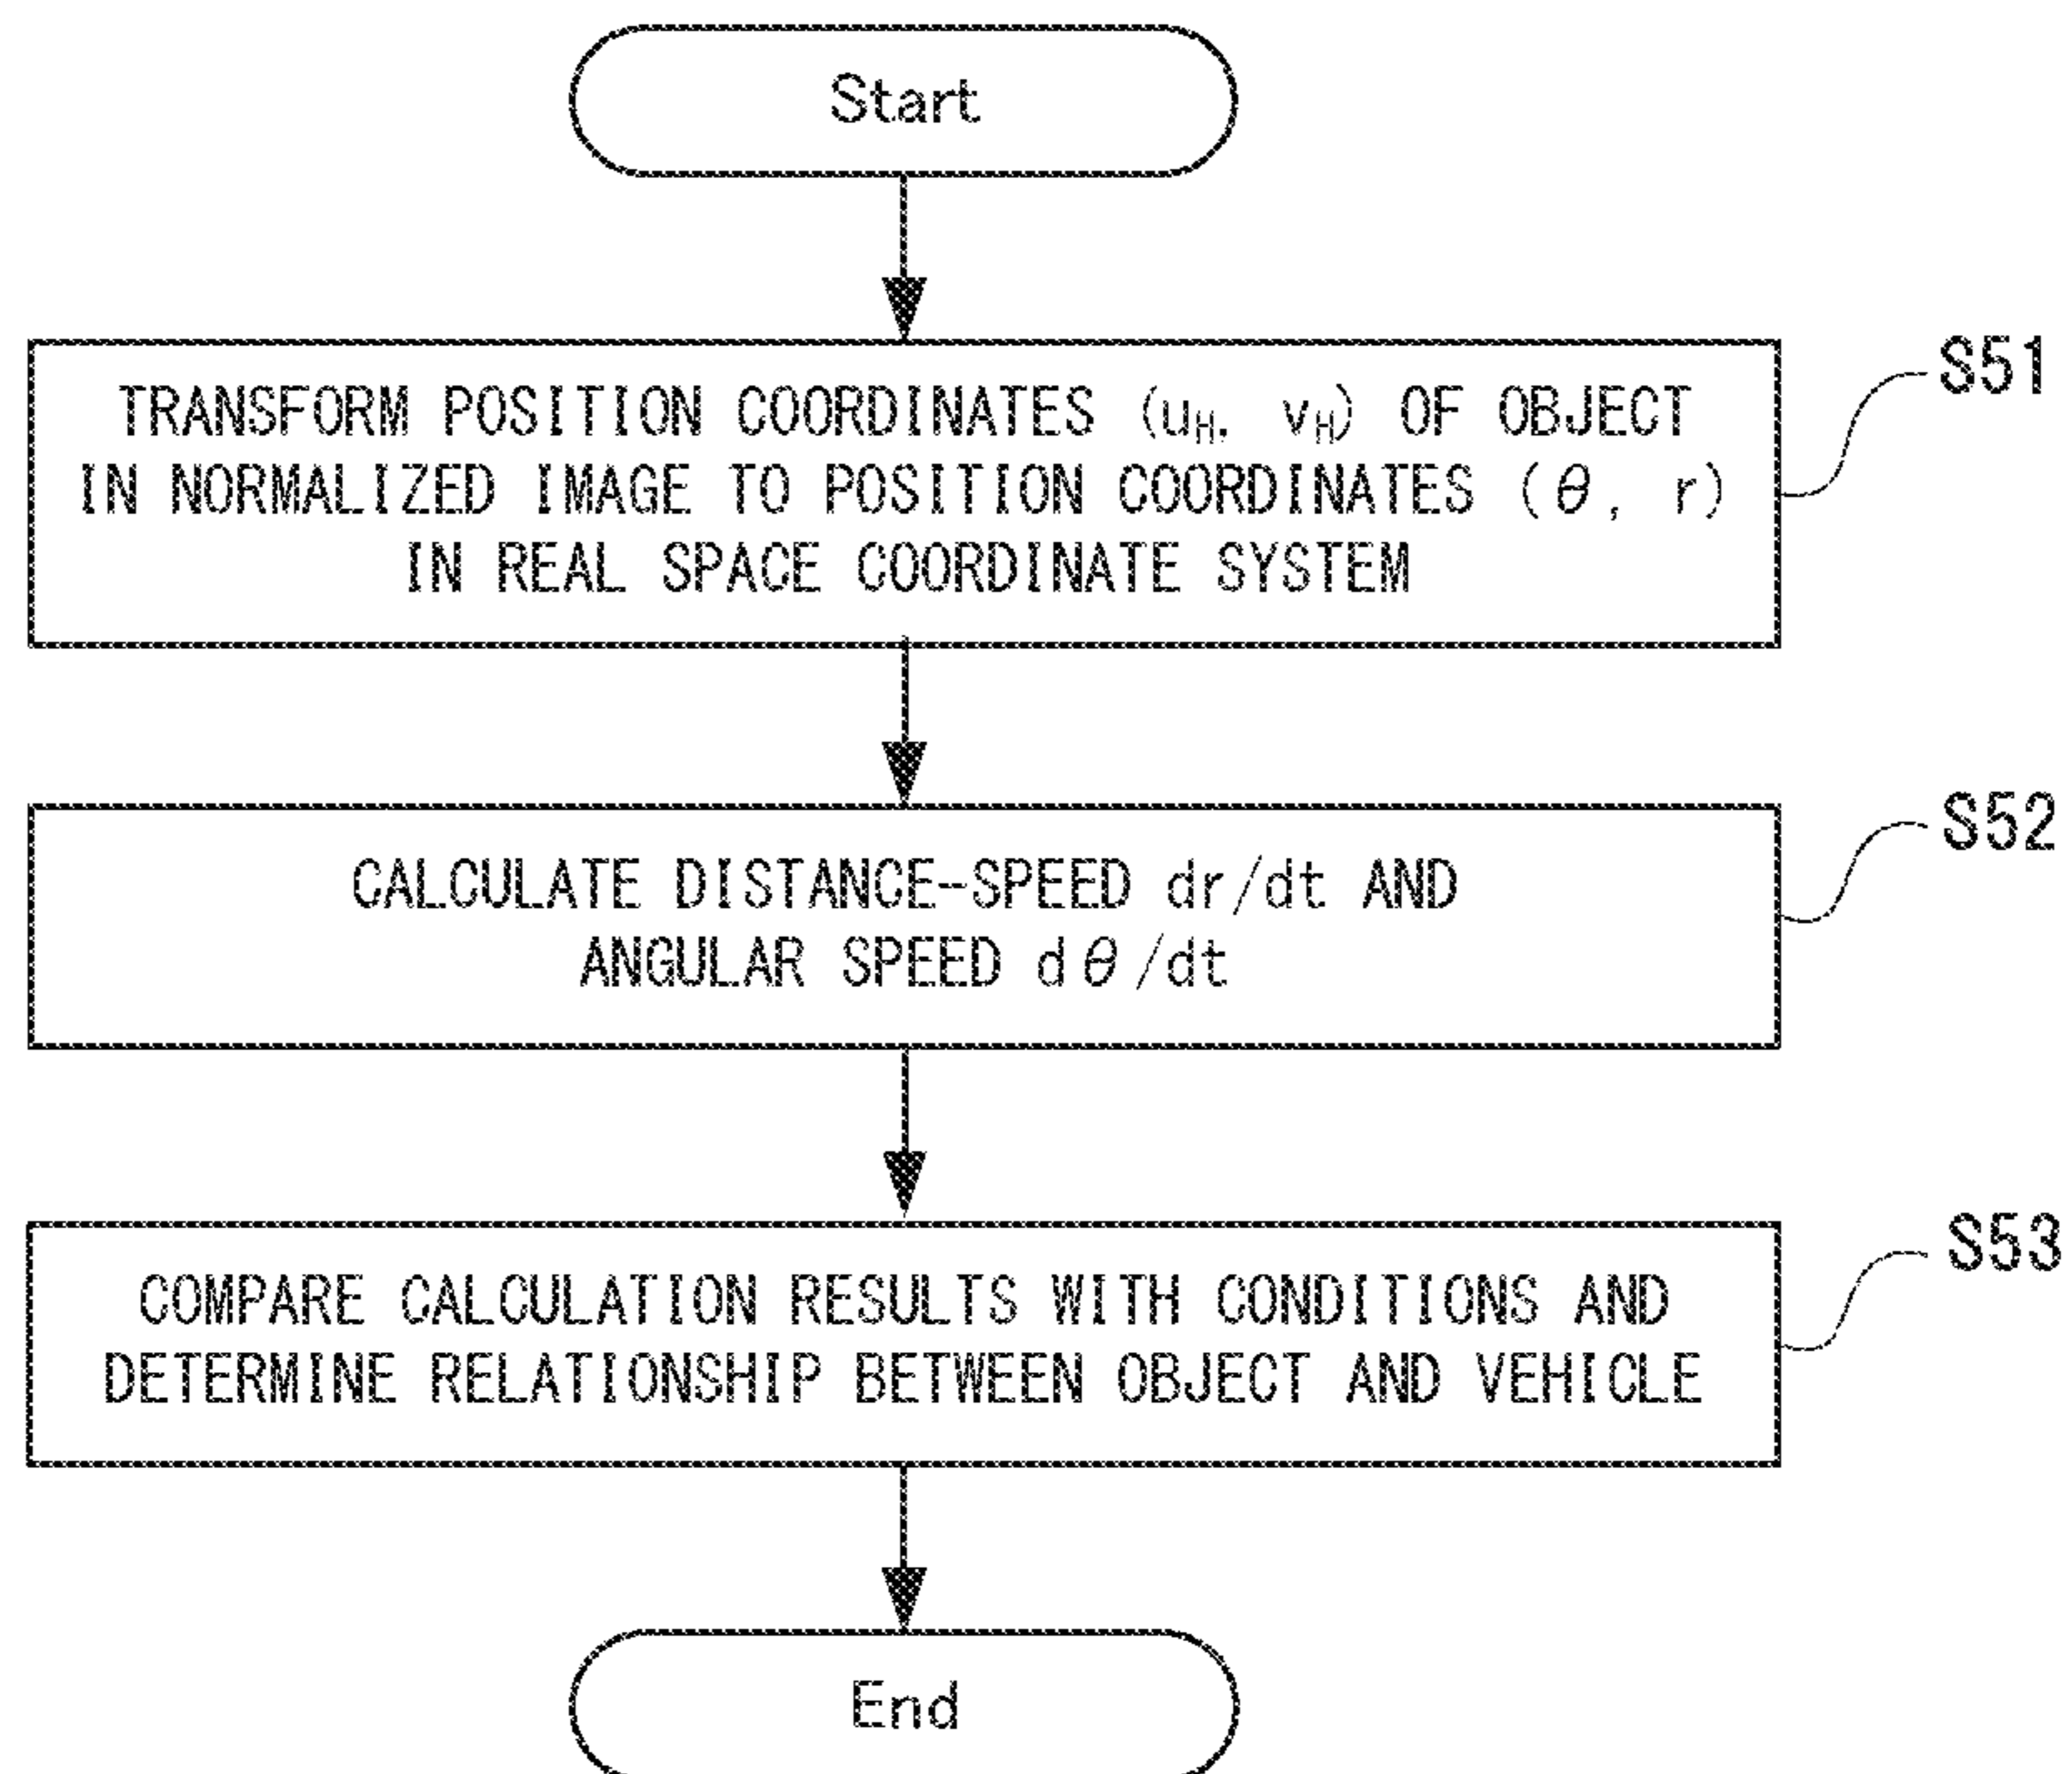 Start
S51
TRANSFORM POSITION COORDINATES (uH, vH) OF OBJECT
IN NORMALIZED IMAGE TO POSITION COORDINATES (θ, r)
IN REAL SPACE COORDINATE SYSTEM
S52
CALCULATE DISTANCE-SPEED dr/dt AND
ANGULAR SPEED dθ/dt
S53
COMPARE CALCULATION RESULTS WITH CONDITIONS AND
DETERMINE RELATIONSHIP BETWEEN OBJECT AND VEHICLE
End